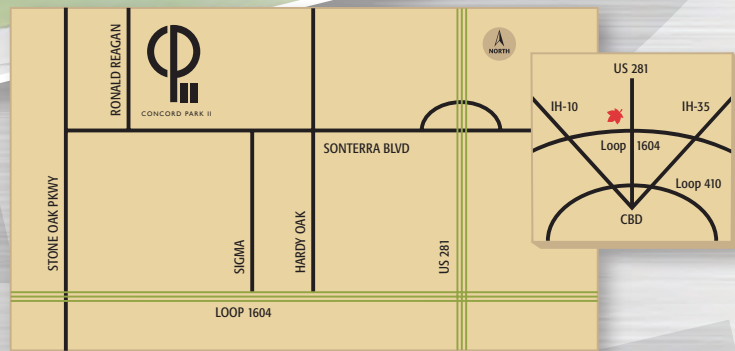 RONALD REAGAN
CONCORD PARK II
NORTH
SONTERRA BLVD
STONE OAK PKWY
SIGMA
HARDY OAK
US 281
LOOP 1604
US 281
IH-10
IH-35
Loop 1604
Loop 410
CBD